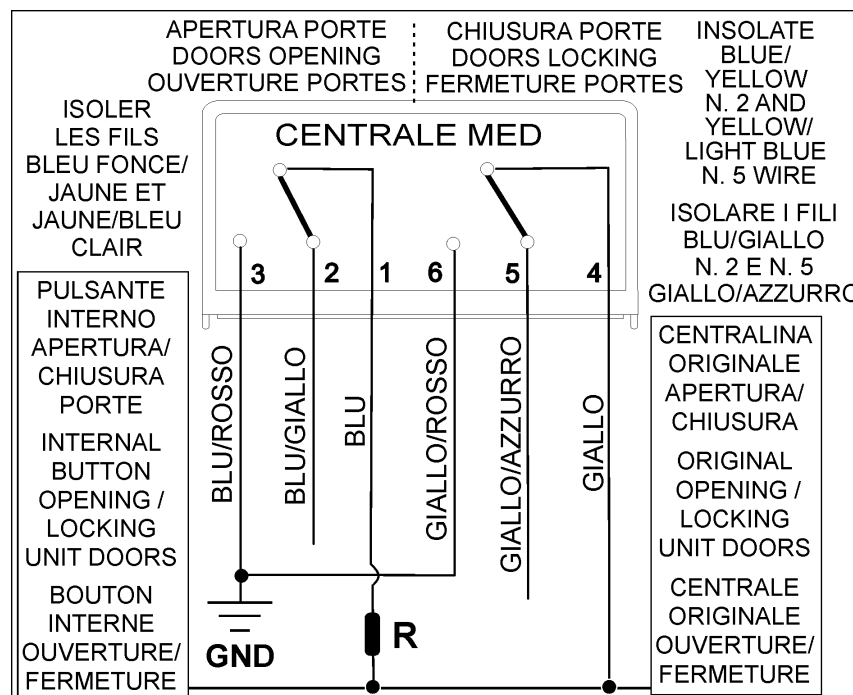 APERTURA PORTE
DOORS OPENING
OUVERTURE PORTES
CHIUSURA PORTE
DOORS LOCKING
FERMETURE PORTES
INSOLATE
BLUE/
YELLOW
N. 2 AND
YELLOW/
LIGHT BLUE
N. 5 WIRE
ISOLARE I FILI
BLU/GIALLO
N. 2 E N. 5
GIALLO/AZZURRO
ISOLER
LES FILS
BLEU FONCE/
JAUNE ET
JAUNE/BLEU
CLAIR
CENTRALE MED
3 2 1 6 5 4
BLU/ROSSO
BLU/GIALLO
BLU
GIALLO/ROSSO
GIALLO/AZZURRO
GIALLO
GND
R
PULSANTE
INTERNO
APERTURA/
CHIUSURA
PORTE
INTERNAL
BUTTON
OPENING /
LOCKING
UNIT DOORS
BOUTON
INTERNE
OUVERTURE/
FERMETURE
CENTRALINA
ORIGINALE
APERTURA/
CHIUSURA
ORIGINAL
OPENING /
LOCKING
UNIT DOORS
CENTRALE
ORIGINALE
OUVERTURE/
FERMETURE